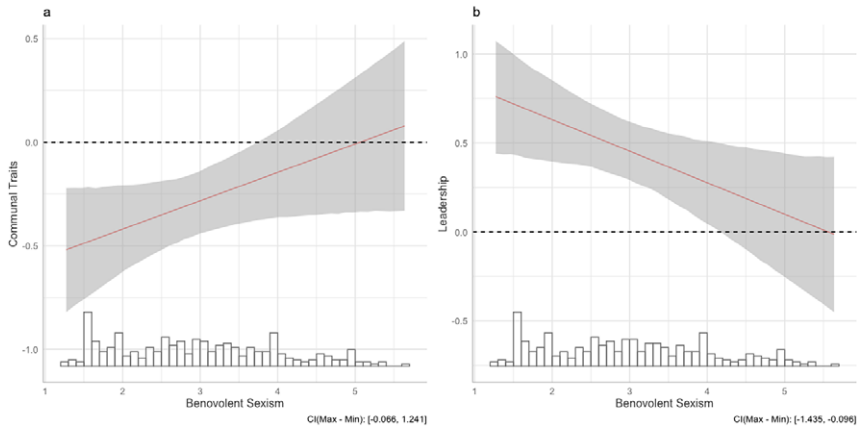 a
b
0.5
0.0
-0.5
-1.0
Communal Traits
1
2
3
4
5
Benovolent Sexism
CI(Max - Min): [-0.066, 1.241]
1.0
0.5
0.0
-0.5
Leadership
1
2
3
4
5
Benovolent Sexism
CI(Max - Min): [-1.435, -0.096]